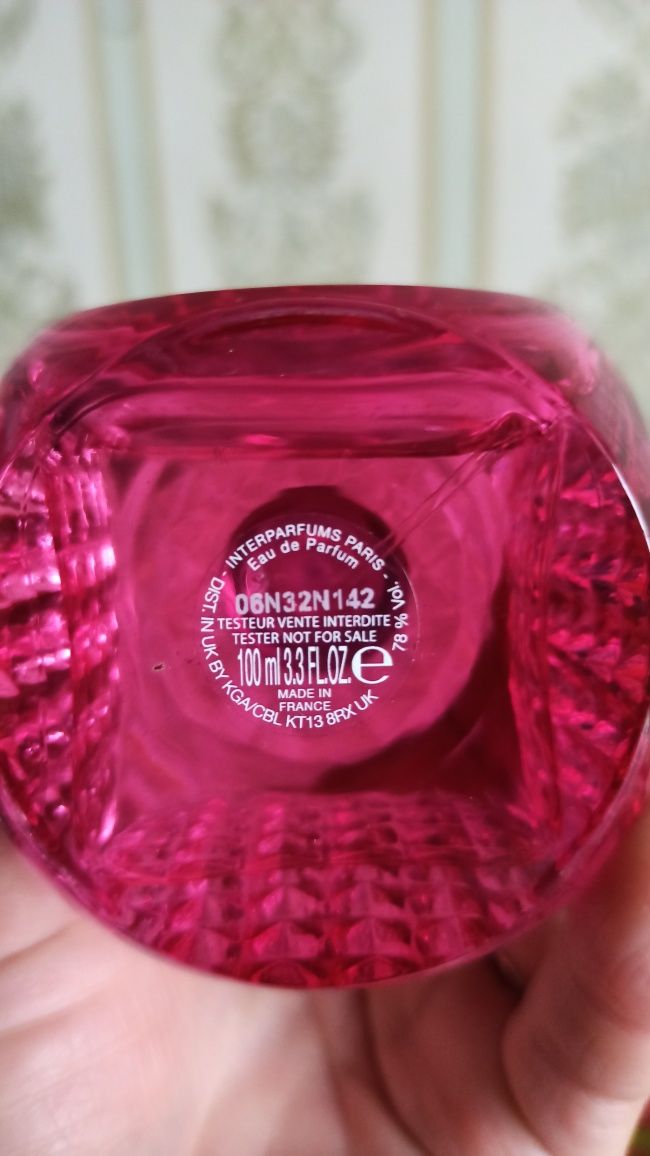 - INTERPARFUMS PARIS -
Eau de Parfum
06N32N142
TESTEUR VENTE INTERDITE
TESTER NOT FOR SALE
100 ml 3.3 FL.OZ. e
78 % Vol.
MADE IN
FRANCE
DIST. IN UK BY KGA/CBL KT13 8RX UK